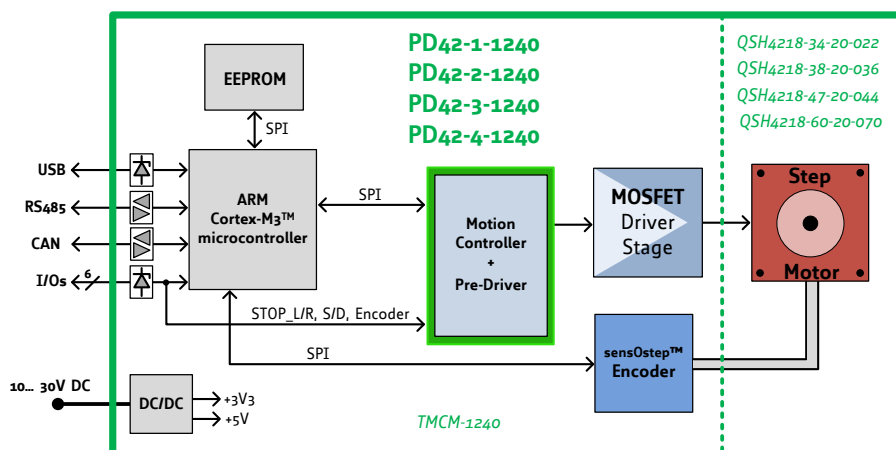 PD42-1-1240
PD42-2-1240
PD42-3-1240
PD42-4-1240
QSH4218-34-20-022
QSH4218-38-20-036
QSH4218-47-20-044
QSH4218-60-20-070
EEPROM
SPI
USB
RS485
CAN
I/Os
6
ARM
Cortex-M3™
microcontroller
SPI
Motion
Controller
+
Pre-Driver
MOSFET
Driver
Stage
Step
Motor
STOP_L/R, S/D, Encoder
SPI
sensOstep™
Encoder
10... 30V DC
DC/DC
+3V3
+5V
TMCM-1240